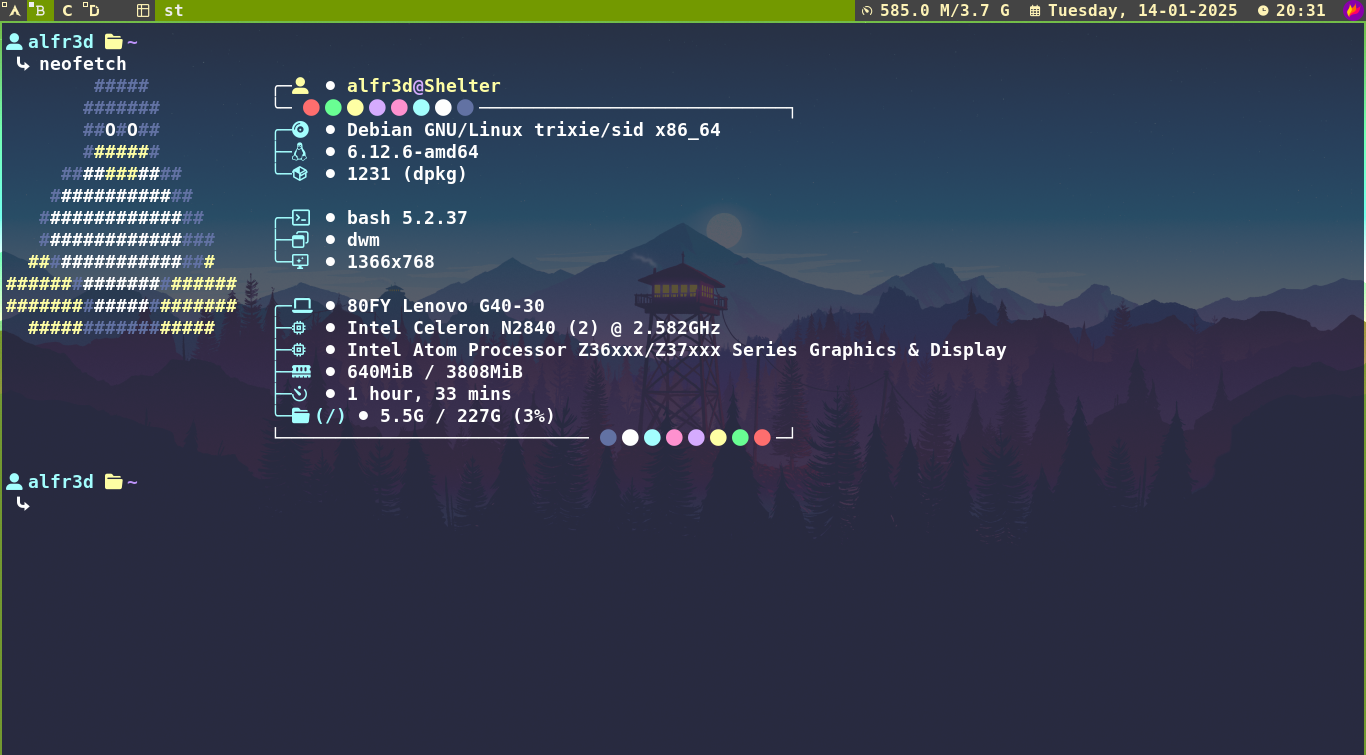 A B C D st 585.0 M/3.7 G Tuesday, 14-01-2025 20:31
alfr3d ~
neofetch
##### alfr3d@Shelter
#######
##O#O## Debian GNU/Linux trixie/sid x86_64
####### 6.12.6-amd64
########### 1231 (dpkg)
#############
############### bash 5.2.37
################ dwm
################# 1366x768
#####################
##################### 80FY Lenovo G40-30
################# Intel Celeron N2840 (2) @ 2.582GHz
Intel Atom Processor Z36xxx/Z37xxx Series Graphics & Display
640MiB / 3808MiB
1 hour, 33 mins
(/) 5.5G / 227G (3%)
alfr3d ~